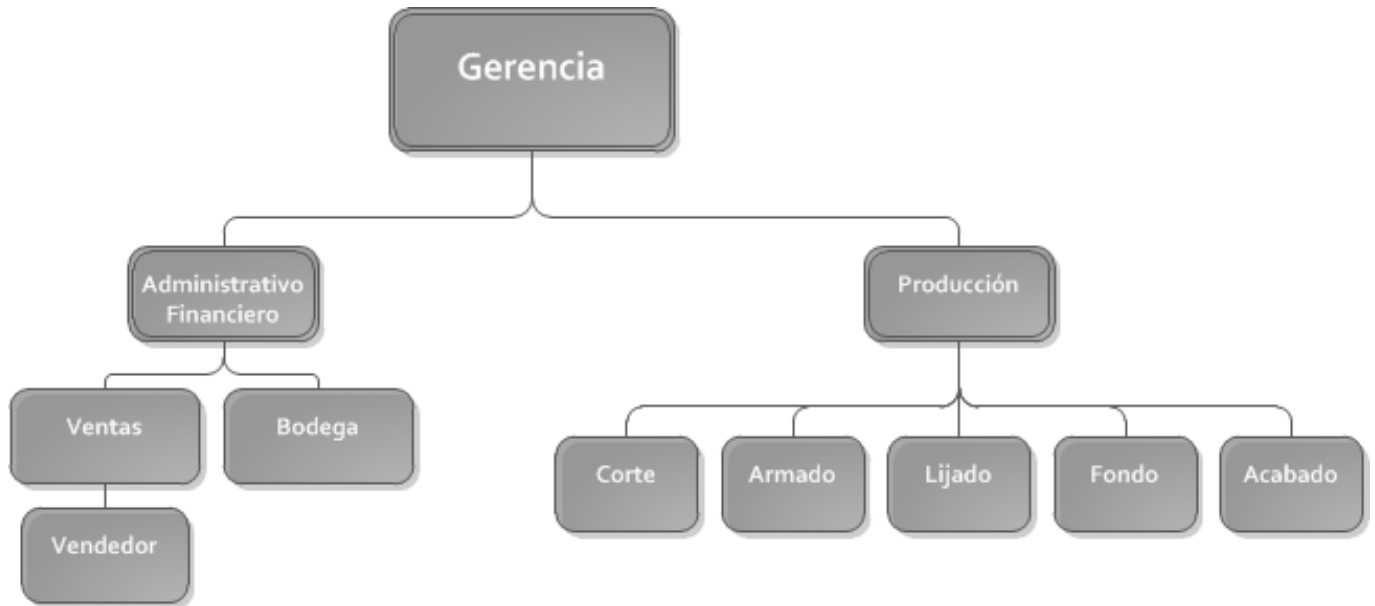 Gerencia
Administrativo
Financiero
Producción
Ventas
Bodega
Corte
Armado
Lijado
Fondo
Acabado
Vendedor